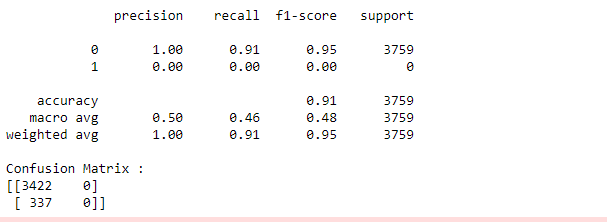 precision recall f1-score support
0 1.00 0.91 0.95 3759
1 0.00 0.00 0.00 0
accuracy 0.91 3759
macro avg 0.50 0.46 0.48 3759
weighted avg 1.00 0.91 0.95 3759
Confusion Matrix :
[[3422 0]
[ 337 0]]